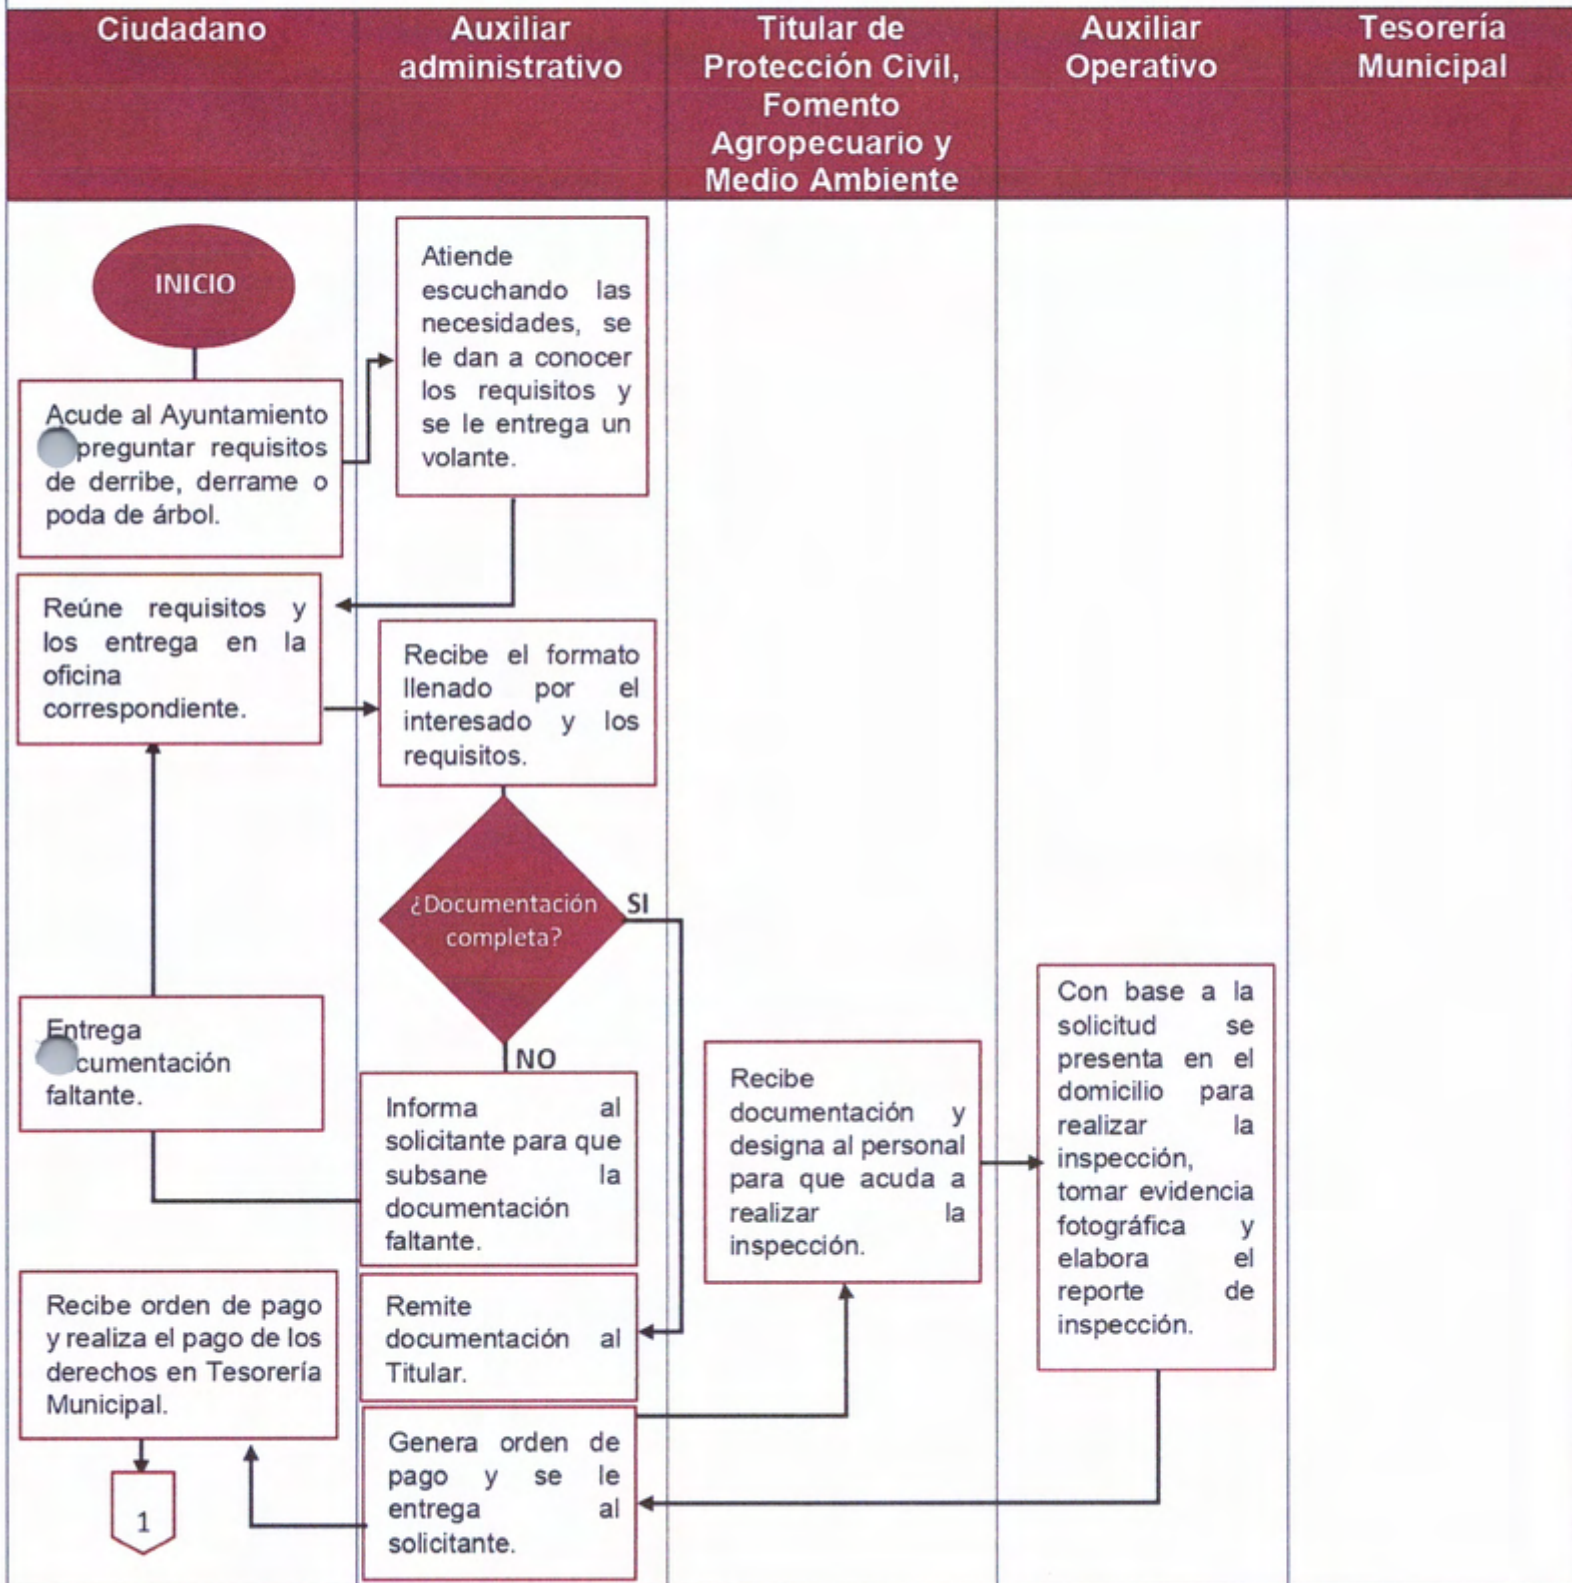 Ciudadano
Auxiliar
administrativo
Titular de
Protección Civil,
Fomento
Agropecuario y
Medio Ambiente
Auxiliar
Operativo
Tesorería
Municipal
INICIO
Acude al Ayuntamiento
preguntar requisitos
de derribe, derrame o
poda de árbol.
Atiende
escuchando las
necesidades, se
le dan a conocer
los requisitos y
se le entrega un
volante.
Reúne requisitos y
los entrega en la
oficina
correspondiente.
Recibe el formato
llenado por el
interesado y los
requisitos.
¿Documentación
completa?
SI
NO
Entrega
cumentación
faltante.
Informa al
solicitante para que
subsane la
documentación
faltante.
Remite
documentación al
Titular.
Recibe
documentación y
designa al personal
para que acuda a
realizar la
inspección.
Con base a la
solicitud se
presenta en el
domicilio para
realizar la
inspección,
tomar evidencia
fotográfica y
elabora el
reporte de
inspección.
Genera orden de
pago y se le
entrega al
solicitante.
Recibe orden de pago
y realiza el pago de los
derechos en Tesorería
Municipal.
1